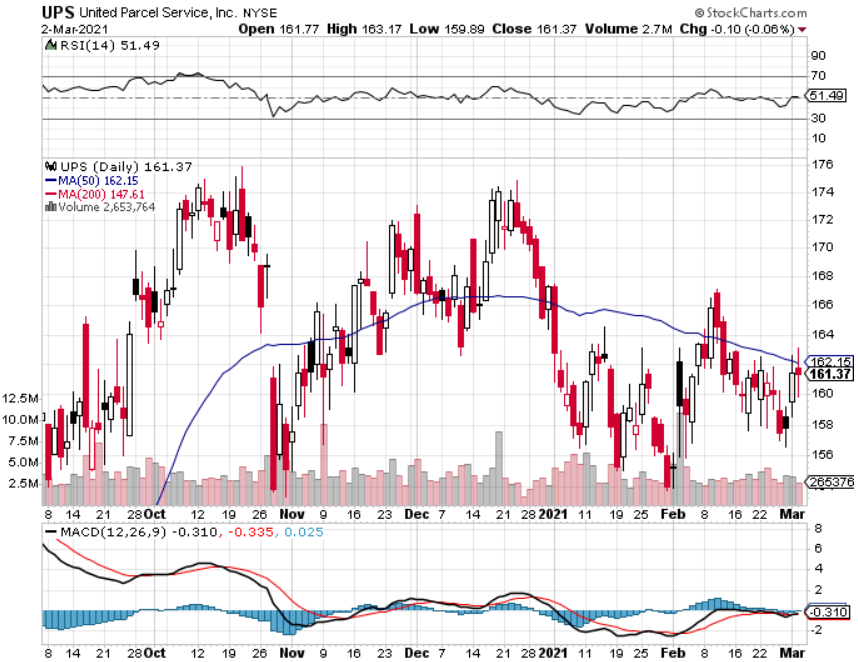 UPS United Parcel Service, Inc. NYSE
© StockCharts.com
2-Mar-2021
Open 161.77 High 163.17 Low 159.89 Close 161.37 Volume 2.7M Chg -0.10 (-0.06%)
RSI(14) 51.49
90
70
51.49
30
10
UPS (Daily) 161.37
MA(50) 162.15
MA(200) 147.61
Volume 2,653,764
176
174
172
170
168
166
164
162.15
161.37
160
158
156
265376
12.5M
10.0M
7.5M
5.0M
2.5M
8 14 21 28 Oct 12 19 26 Nov 9 16 23 Dec 7 14 21 28 2021 11 19 25 Feb 8 16 22 Mar
MACD(12,26,9) -0.310, -0.335, 0.025
8
6
4
2
-0.310
-2
8 14 21 28 Oct 12 19 26 Nov 9 16 23 Dec 7 14 21 28 2021 11 19 25 Feb 8 16 22 Mar